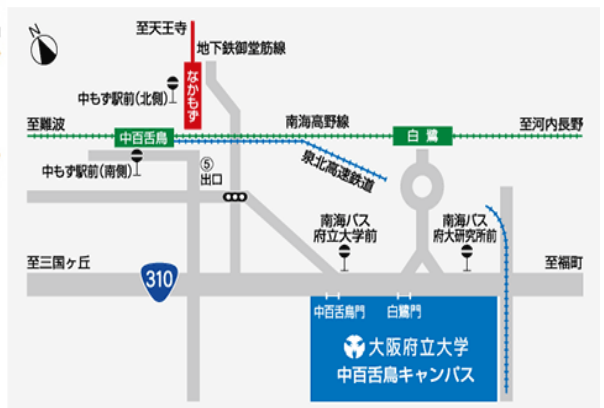 N
至天王寺
地下鉄御堂筋線
なかもず
中もず駅前(北側)
至難波
中百舌鳥
南海高野線
白鷺
至河内長野
中もず駅前(南側)
⑤
出口
泉北高速鉄道
南海バス
府立大学前
南海バス
府大研究所前
至三国ヶ丘
310
至福町
中百舌鳥門
白鷺門
大阪府立大学
中百舌鳥キャンパス